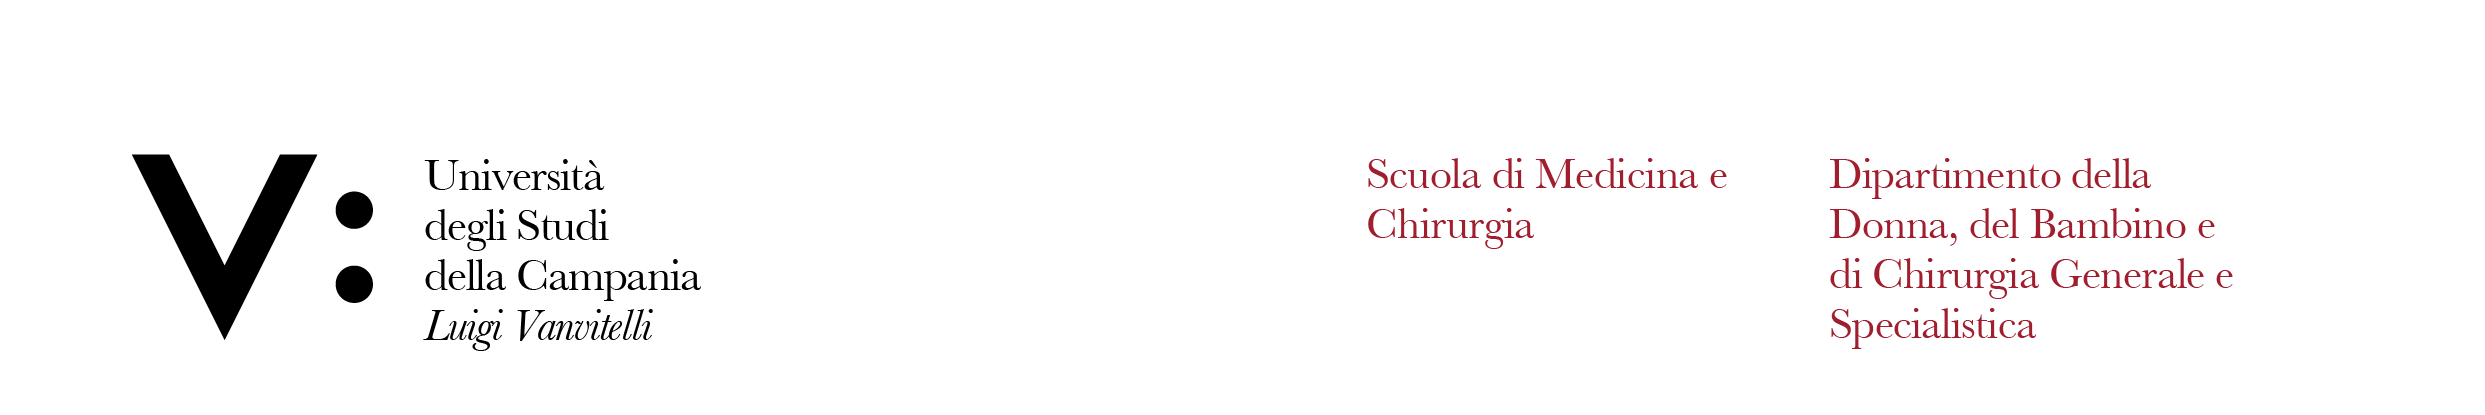 V:
Università
degli Studi
della Campania
Luigi Vanvitelli
Scuola di Medicina e
Chirurgia
Dipartimento della
Donna, del Bambino e
di Chirurgia Generale e
Specialistica